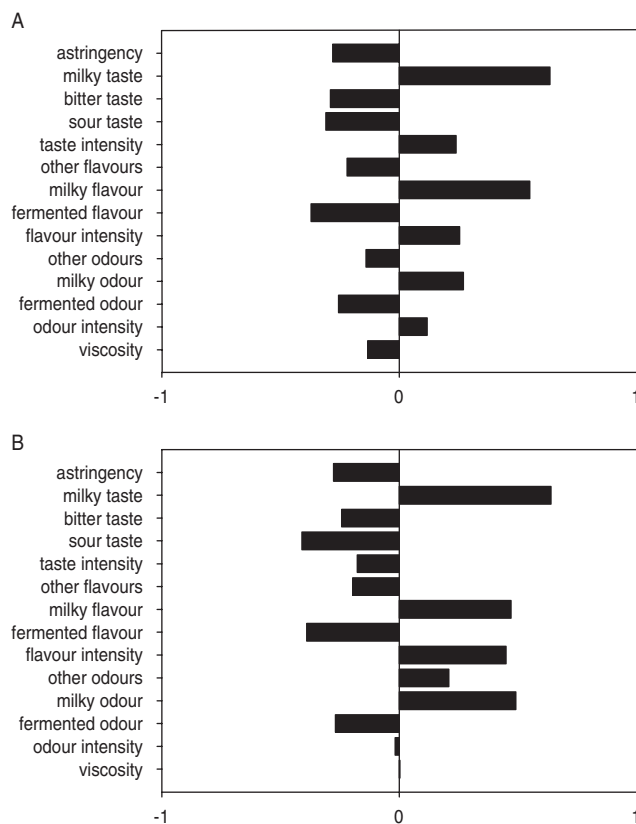 A
astringency
milky taste
bitter taste
sour taste
taste intensity
other flavours
milky flavour
fermented flavour
flavour intensity
other odours
milky odour
fermented odour
odour intensity
viscosity
-1 0 1
B
astringency
milky taste
bitter taste
sour taste
taste intensity
other flavours
milky flavour
fermented flavour
flavour intensity
other odours
milky odour
fermented odour
odour intensity
viscosity
-1 0 1